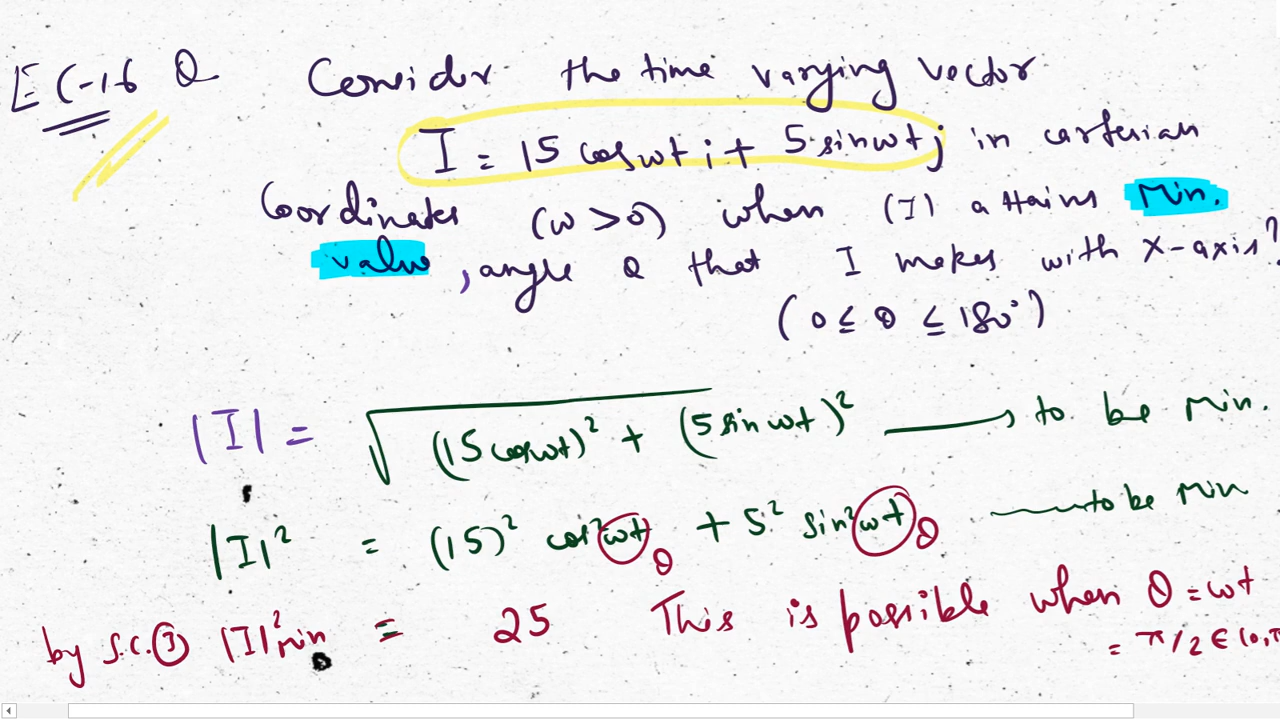 EC-16 Q Consider the time varying vector
I = 15 cos ωt i + 5 sin ωt j in cartesian
Coordinates (ω > 0) when |I| attains Min.
value, angle θ that I makes with X-axis?
(0 ≤ θ ≤ 180°)
|I| = √((15 cos ωt)² + (5 sin ωt)²) ⟶ to be Min.
|I|² = (15)² cos² ωt θ + 5² sin² ωt θ ⟶ to be Min
by S.C. ③ |I|²min = 25 This is possible when θ = ωt
= π/2 ∈ (0, π